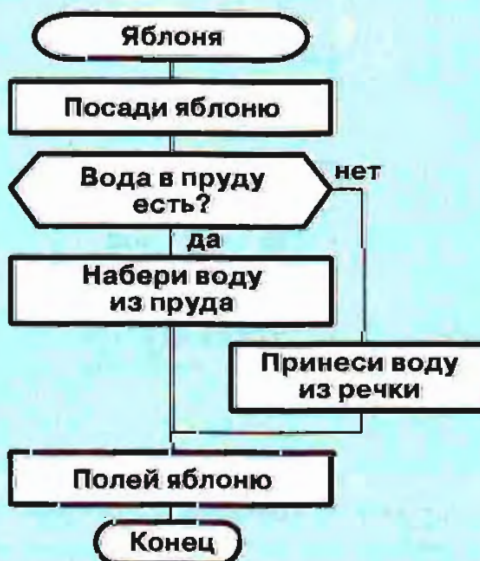 Яблоня
Посади яблоню
Вода в пруду
есть?
нет
да
Набери воду
из пруда
Принеси воду
из речки
Полей яблоню
Конец